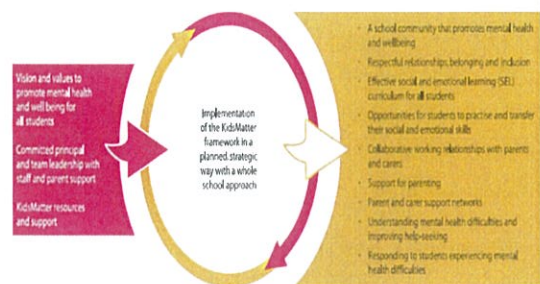 Vision and values to
promote mental health
and well being for
all students
Committed principal
and team leadership with
staff and parent support
KidsMatter resources
and support
Implementation
of the KidsMatter
framework in a
planned, strategic
way with a whole
school approach
A school community that promotes mental health
and wellbeing
Respectful relationships, belonging and inclusion
Effective social and emotional learning (SEL)
curriculum for all students
Opportunities for students to practise and transfer
their social and emotional skills
Collaborative working relationships with parents
and carers
Support for parenting
Parent and carer support networks
Understanding mental health difficulties and
improving help-seeking
Responding to students experiencing mental
health difficulties